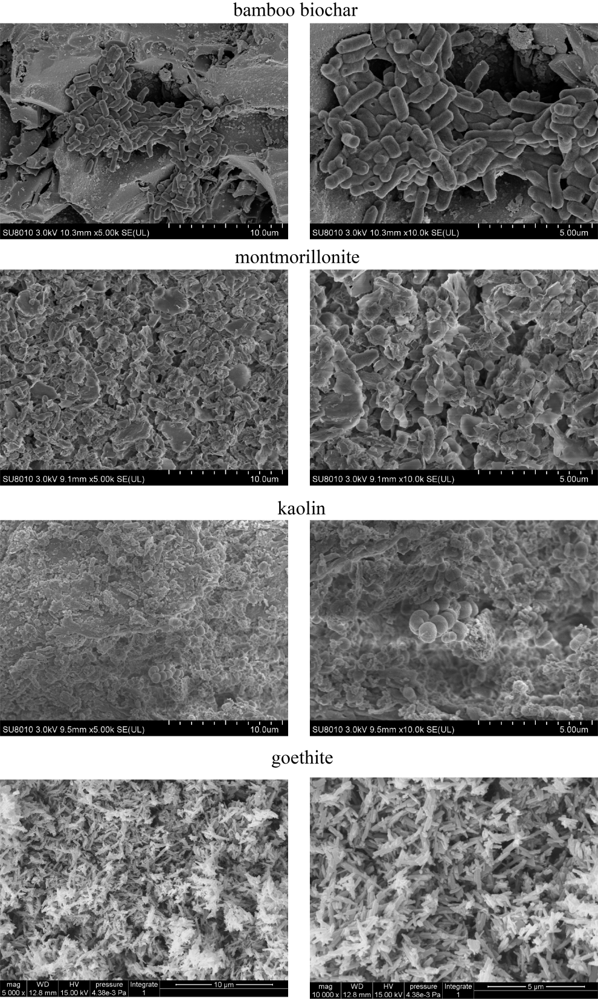 bamboo biochar
SU8010 3.0kV 10.3mm x5.00k SE(UL) 10.0um
SU8010 3.0kV 10.3mm x10.0k SE(UL) 5.00um
montmorillonite
SU8010 3.0kV 9.1mm x5.00k SE(UL) 10.0um
SU8010 3.0kV 9.1mm x10.0k SE(UL) 5.00um
kaolin
SU8010 3.0kV 9.5mm x5.00k SE(UL) 10.0um
SU8010 3.0kV 9.5mm x10.0k SE(UL) 5.00um
goethite
mag WD HV pressure Integrate 10 µm
5 000 x 12.8 mm 15.00 kV 4.38e-3 Pa 1
mag WD HV pressure Integrate 5 µm
10 000 x 12.8 mm 15.00 kV 4.38e-3 Pa 1